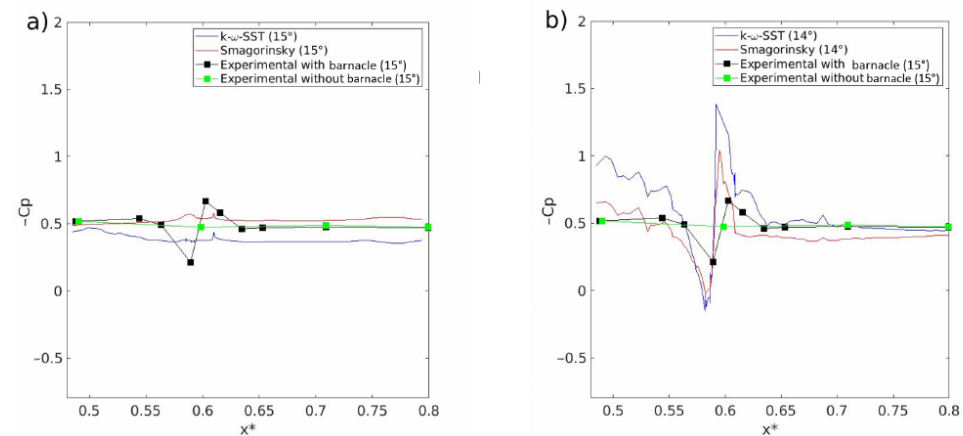 a)
2
k-ω-SST (15°)
Smagorinsky (15°)
Experimental with barnacle (15°)
Experimental without barnacle (15°)
1.5
1
0.5
0
−0.5
−Cp
0.5 0.55 0.6 0.65 0.7 0.75 0.8
x*
b)
2
k-ω-SST (14°)
Smagorinsky (14°)
Experimental with barnacle (15°)
Experimental without barnacle (15°)
1.5
1
0.5
0
−0.5
−Cp
0.5 0.55 0.6 0.65 0.7 0.75 0.8
x*